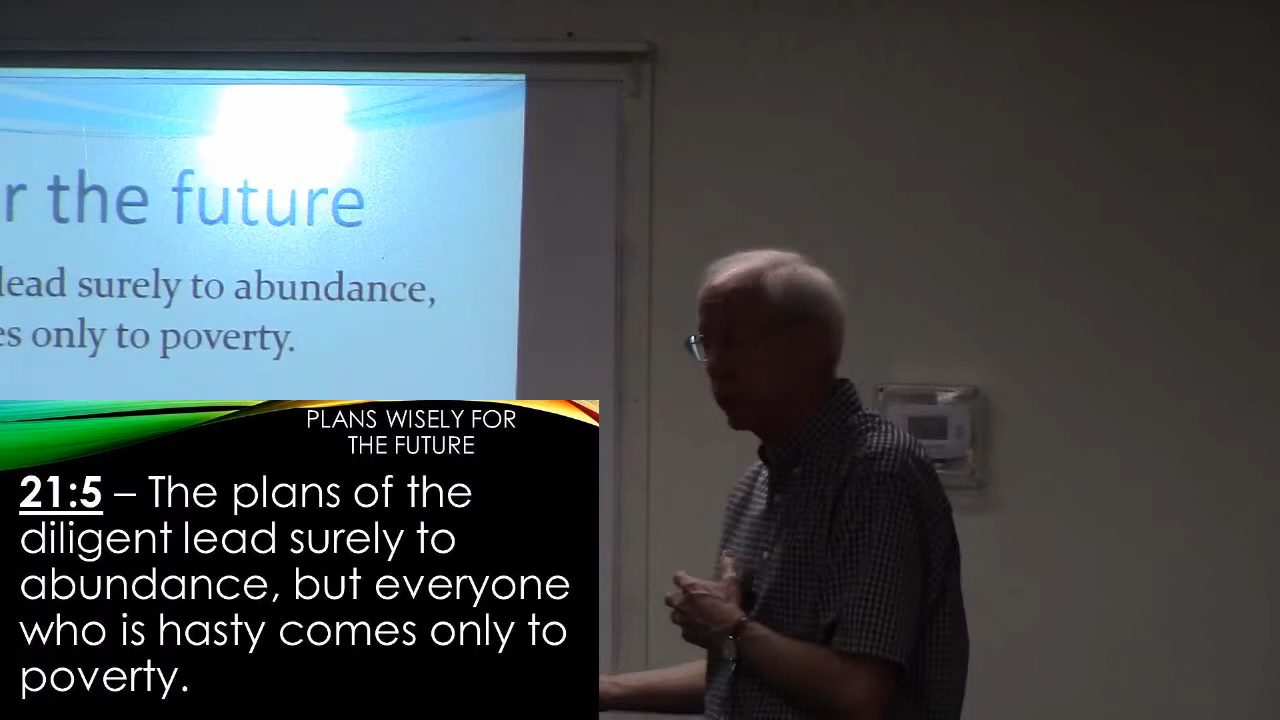 r the future
lead surely to abundance,
es only to poverty.
PLANS WISELY FOR
THE FUTURE
21:5 – The plans of the
diligent lead surely to
abundance, but everyone
who is hasty comes only to
poverty.